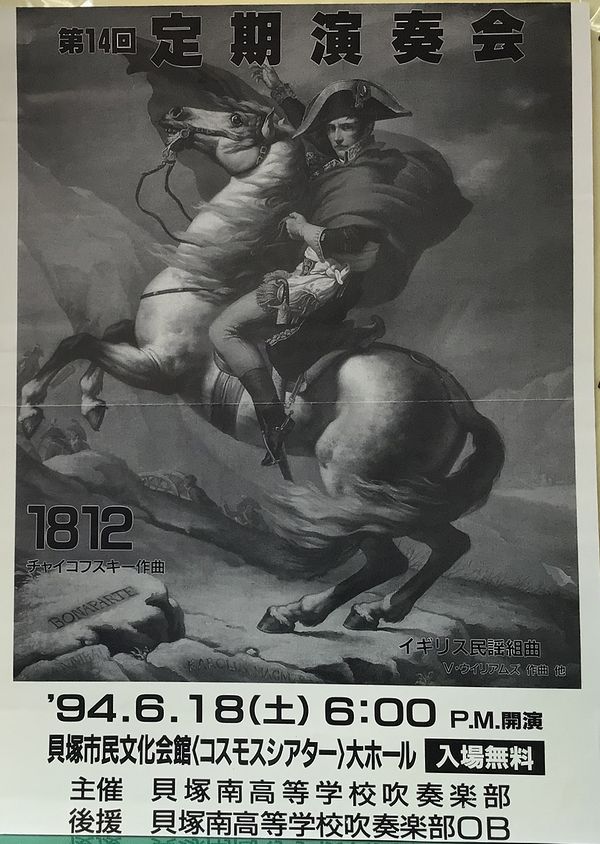 第14回 定期演奏会
1812
チャイコフスキー作曲
BONAPARTE
イギリス民謡組曲
V・ウイリアムズ 作曲 他
'94.6.18(土) 6:00 P.M.開演
貝塚市民文化会館〈コスモスシアター〉大ホール 入場無料
主催 貝塚南高等学校吹奏楽部
後援 貝塚南高等学校吹奏楽部OB